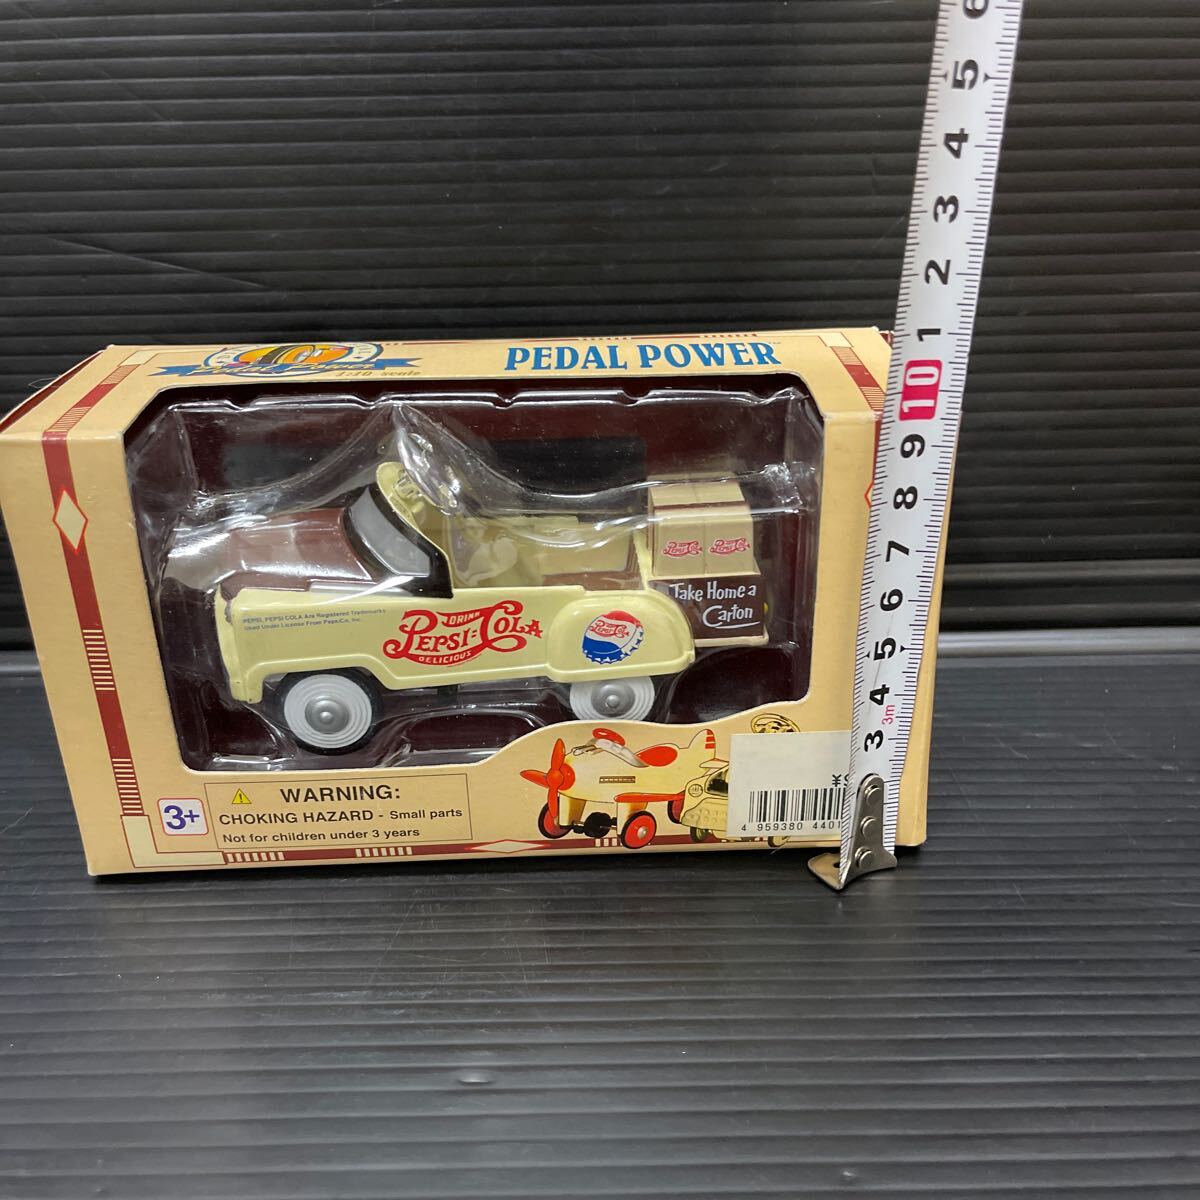 Pedal Power
1:10 scale
PEDAL POWER™
PEPSI, PEPSI COLA Are Registered Trademarks
Used Under License From PepsiCo, Inc.
DRINK
PEPSI=COLA
DELICIOUS
PEPSI-COLA
PEPSI-COLA
PEPSI-COLA
Take Home a
Carton
3+
WARNING:
CHOKING HAZARD - Small parts
Not for children under 3 years
¥
4 959380 440
6
5
4
3
2
1
10
9
8
7
6
5
4
3m
3